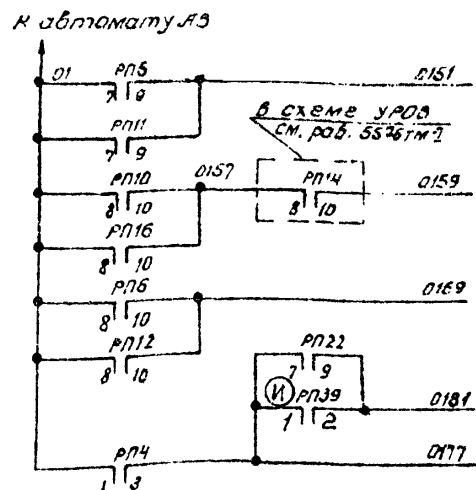 К автомату АЗ
01 РП5 0151
7 9
в схеме УРОВ
см. раб. 5526тм-2
РП11
7 9
РП10 0157 РП14 0159
8 10 8 10
РП16
8 10
РП6 0169
8 10
РП12 РП22
8 10 7 9
И РП39 0181
1 2
РП4 0177
1 3